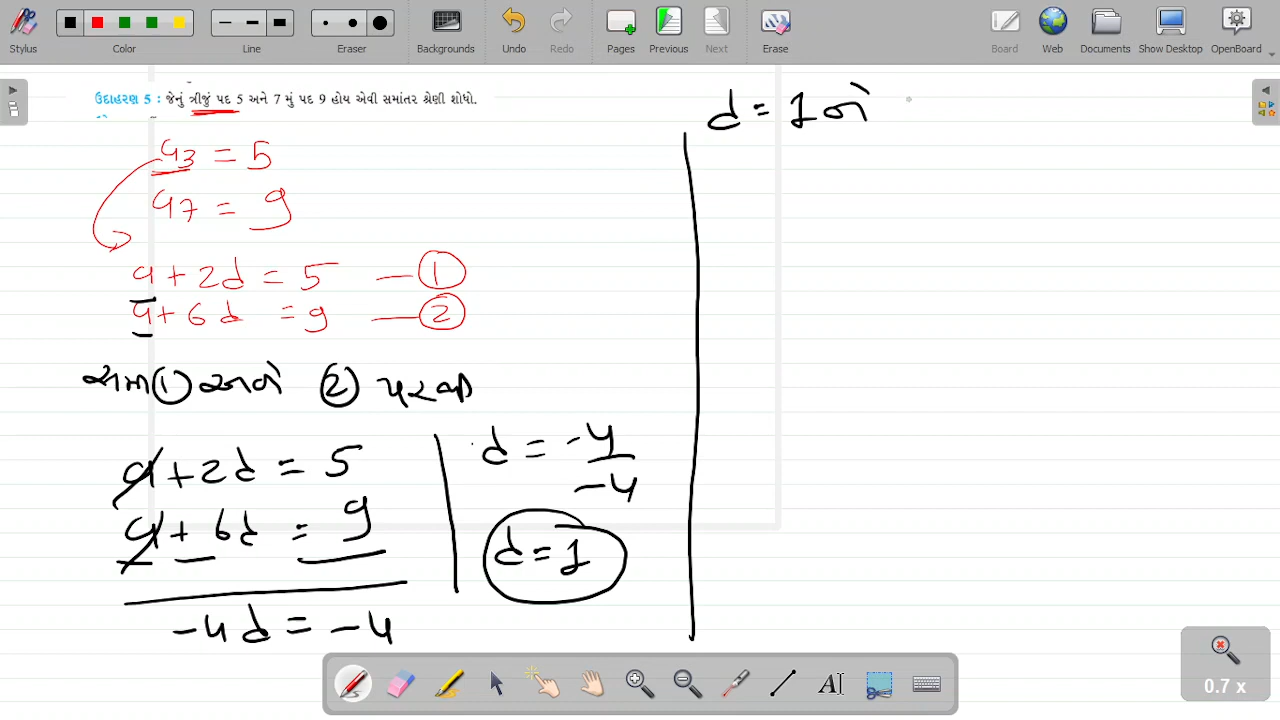 Stylus Color Line Eraser Backgrounds Undo Redo Pages Previous Next Erase Board Web Documents Show Desktop OpenBoard
ઉદાહરણ 5 : જેનું ત્રીજું પદ 5 અને 7 મું પદ 9 હોય એવી સમાંતર શ્રેણી શોધો.
a3 = 5
a7 = 9
a + 2d = 5 — 1
a + 6d = 9 — 2
સમી 1 અને 2 પરથી
a + 2d = 5
a + 6d = 9
-4d = -4
d = -4
-4
d = 1
d = 1 ને
0.7 x